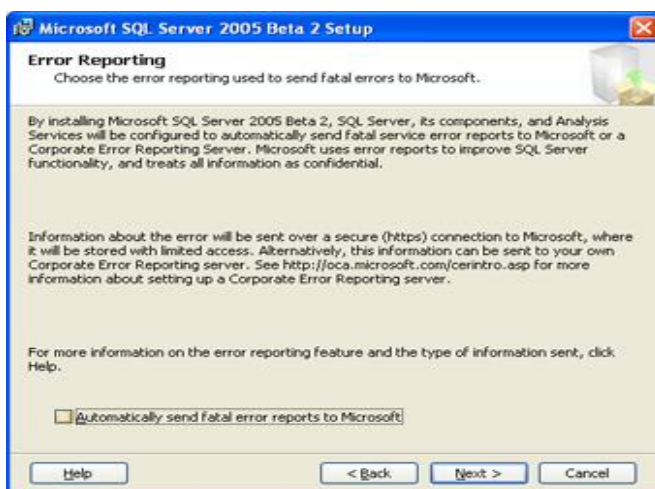 Microsoft SQL Server 2005 Beta 2 Setup
Error Reporting
Choose the error reporting used to send fatal errors to Microsoft.
By installing Microsoft SQL Server 2005 Beta 2, SQL Server, its components, and Analysis
Services will be configured to automatically send fatal service error reports to Microsoft or a
Corporate Error Reporting Server. Microsoft uses error reports to improve SQL Server
functionality, and treats all information as confidential.
Information about the error will be sent over a secure (https) connection to Microsoft, where
it will be stored with limited access. Alternatively, this information can be sent to your own
Corporate Error Reporting server. See http://oca.microsoft.com/cerintro.asp for more
information about setting up a Corporate Error Reporting server.
For more information on the error reporting feature and the type of information sent, click
Help.
Automatically send fatal error reports to Microsoft
Help
< Back
Next >
Cancel